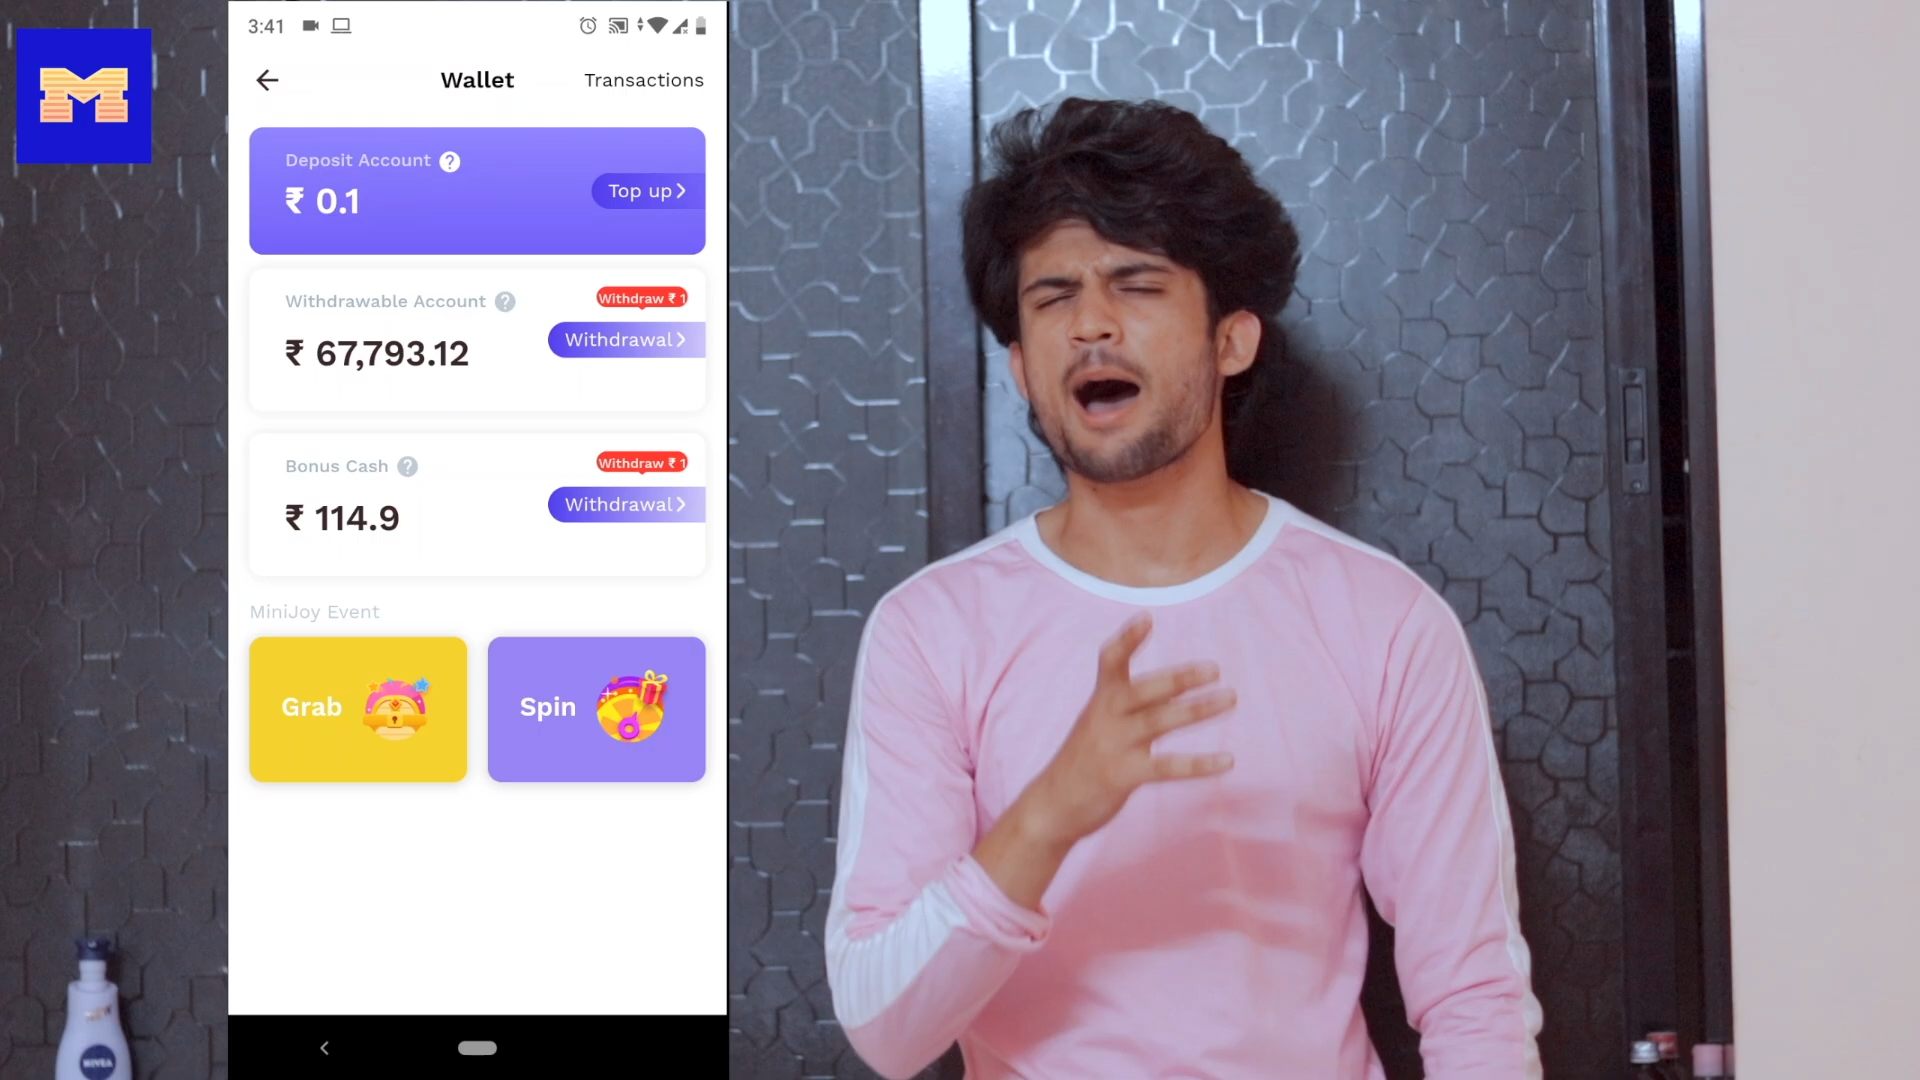 3:41
Wallet
Transactions
Deposit Account ?
₹ 0.1
Top up
Withdrawable Account ?
Withdraw ₹ 1
₹ 67,793.12
Withdrawal
Bonus Cash ?
Withdraw ₹ 1
₹ 114.9
Withdrawal
MiniJoy Event
Grab
Spin
M
NIVEA